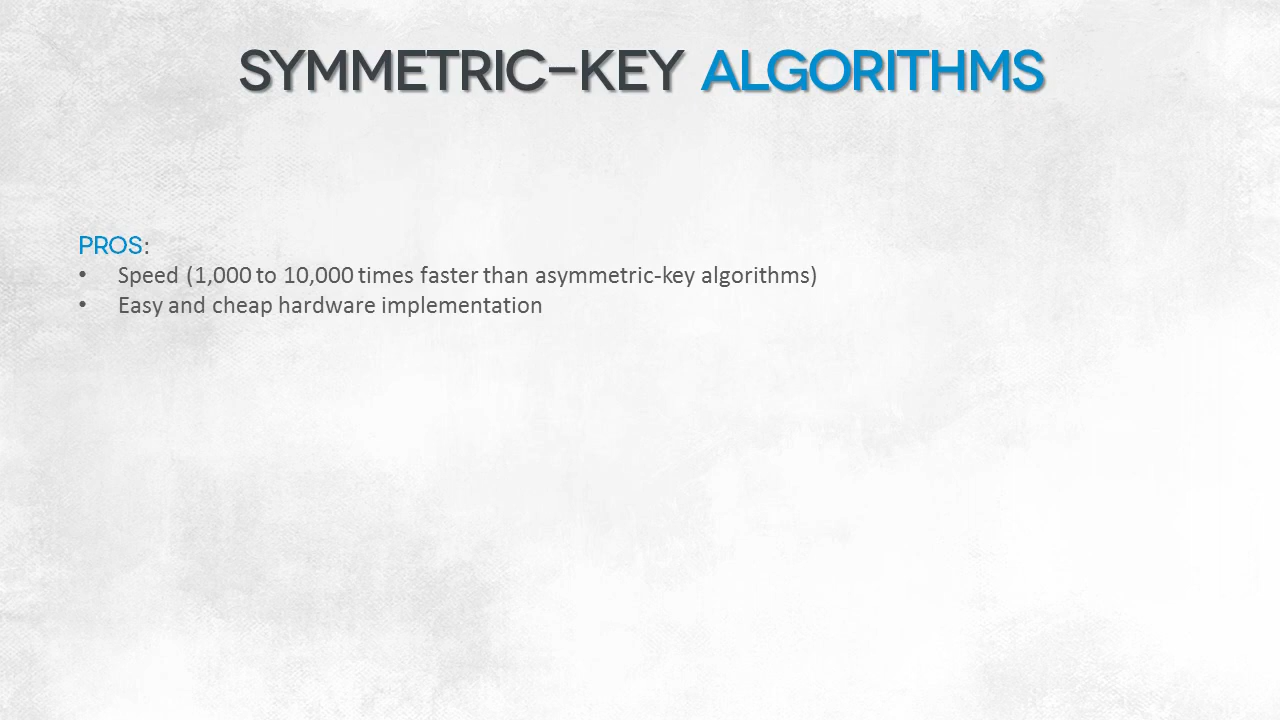 SYMMETRIC-KEY ALGORITHMS
PROS:
• Speed (1,000 to 10,000 times faster than asymmetric-key algorithms)
• Easy and cheap hardware implementation